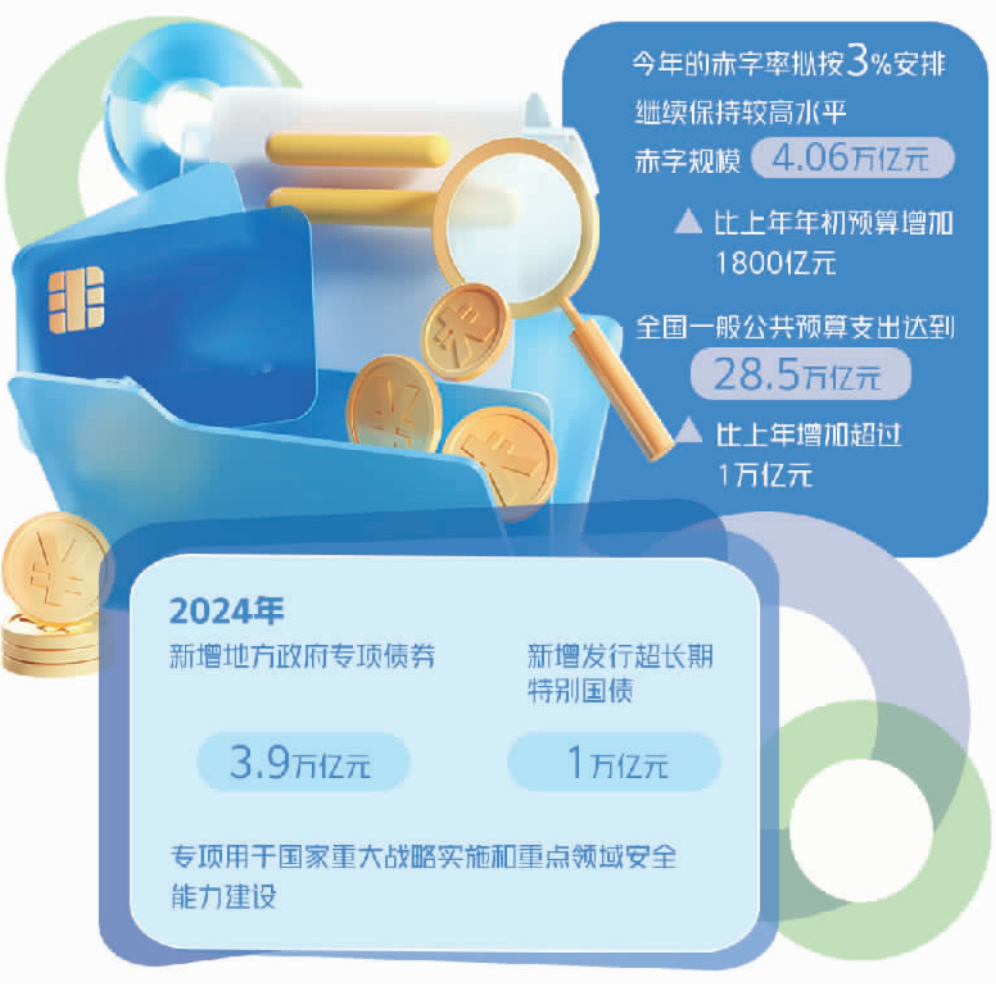 今年的赤字率拟按3%安排
继续保持较高水平
赤字规模 4.06万亿元
▲ 比上年年初预算增加
1800亿元
全国一般公共预算支出达到
28.5万亿元
▲ 比上年增加超过
1万亿元
2024年
新增地方政府专项债券
3.9万亿元
新增发行超长期
特别国债
1万亿元
专项用于国家重大战略实施和重点领域安全
能力建设